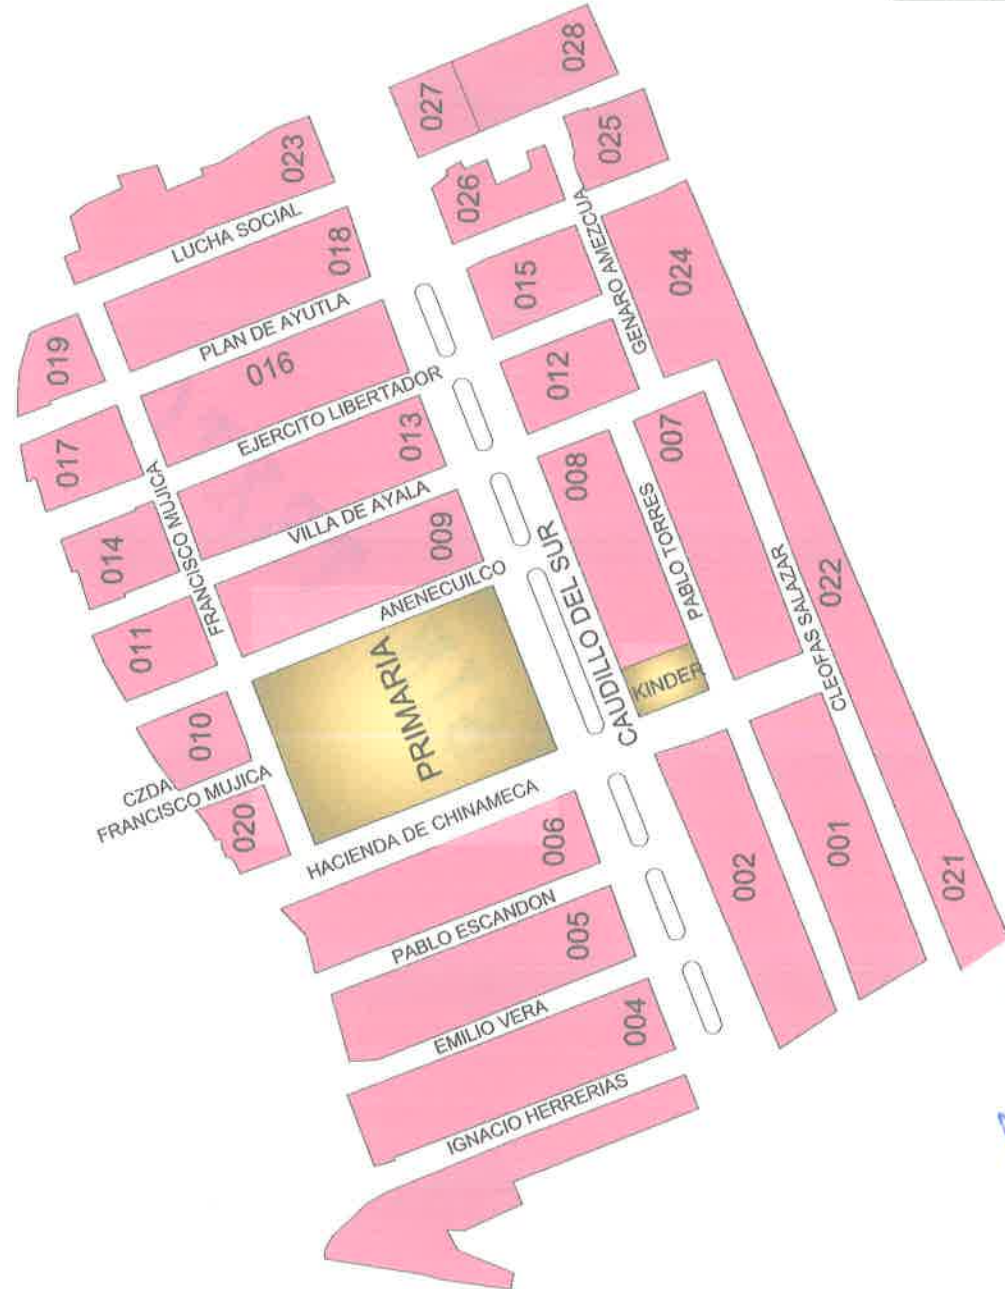 028
027
025
023
026
LUCHA SOCIAL
018
GENARO AMEZCUA
024
015
PLAN DE AYUTLA
019
016
012
EJERCITO LIBERTADOR
017
013
007
008
FRANCISCO MUJICA
VILLA DE AYALA
014
009
PABLO TORRES
CAUDILLO DEL SUR
ANENECUILCO
022
CLEOFAS SALAZAR
011
PRIMARIA
KINDER
010
CZDA.
FRANCISCO MUJICA
020
HACIENDA DE CHINAMECA
006
001
002
021
PABLO ESCANDON
005
EMILIO VERA
004
IGNACIO HERRERIAS